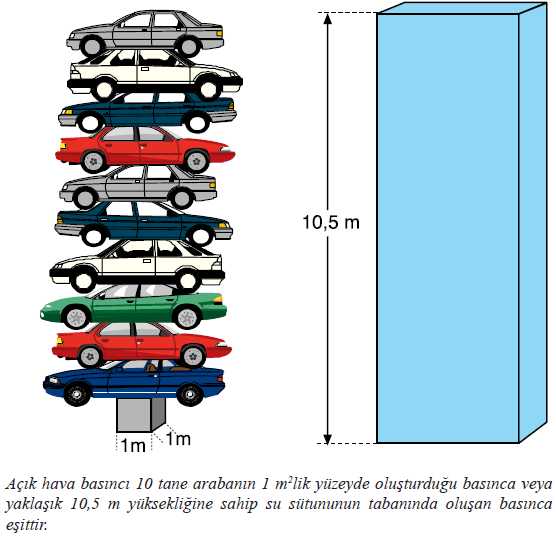 10,5 m
1m
1m
Açık hava basıncı 10 tane arabanın 1 m²lik yüzeyde oluşturduğu basınca veya
yaklaşık 10,5 m yüksekliğine sahip su sütununun tabanında oluşan basınca
eşittir.